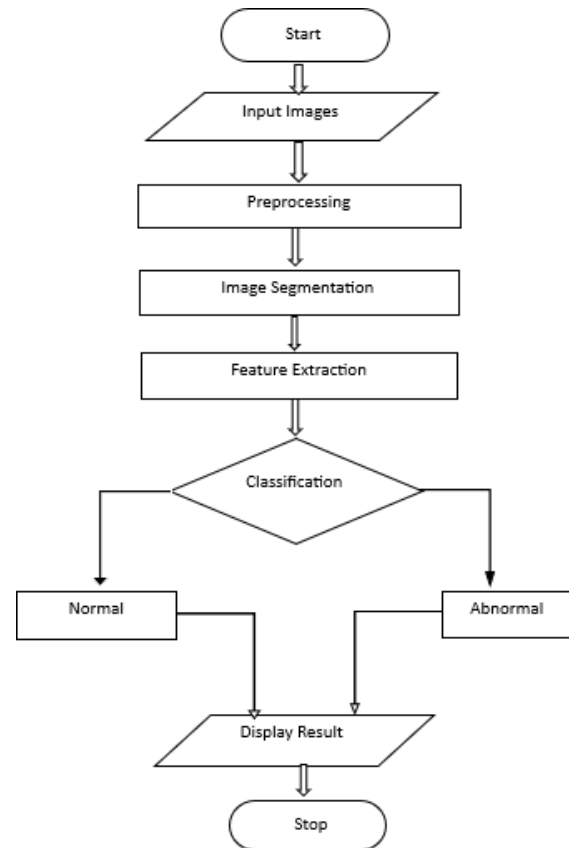 Start
Input Images
Preprocessing
Image Segmentation
Feature Extraction
Classification
Normal
Abnormal
Display Result
Stop